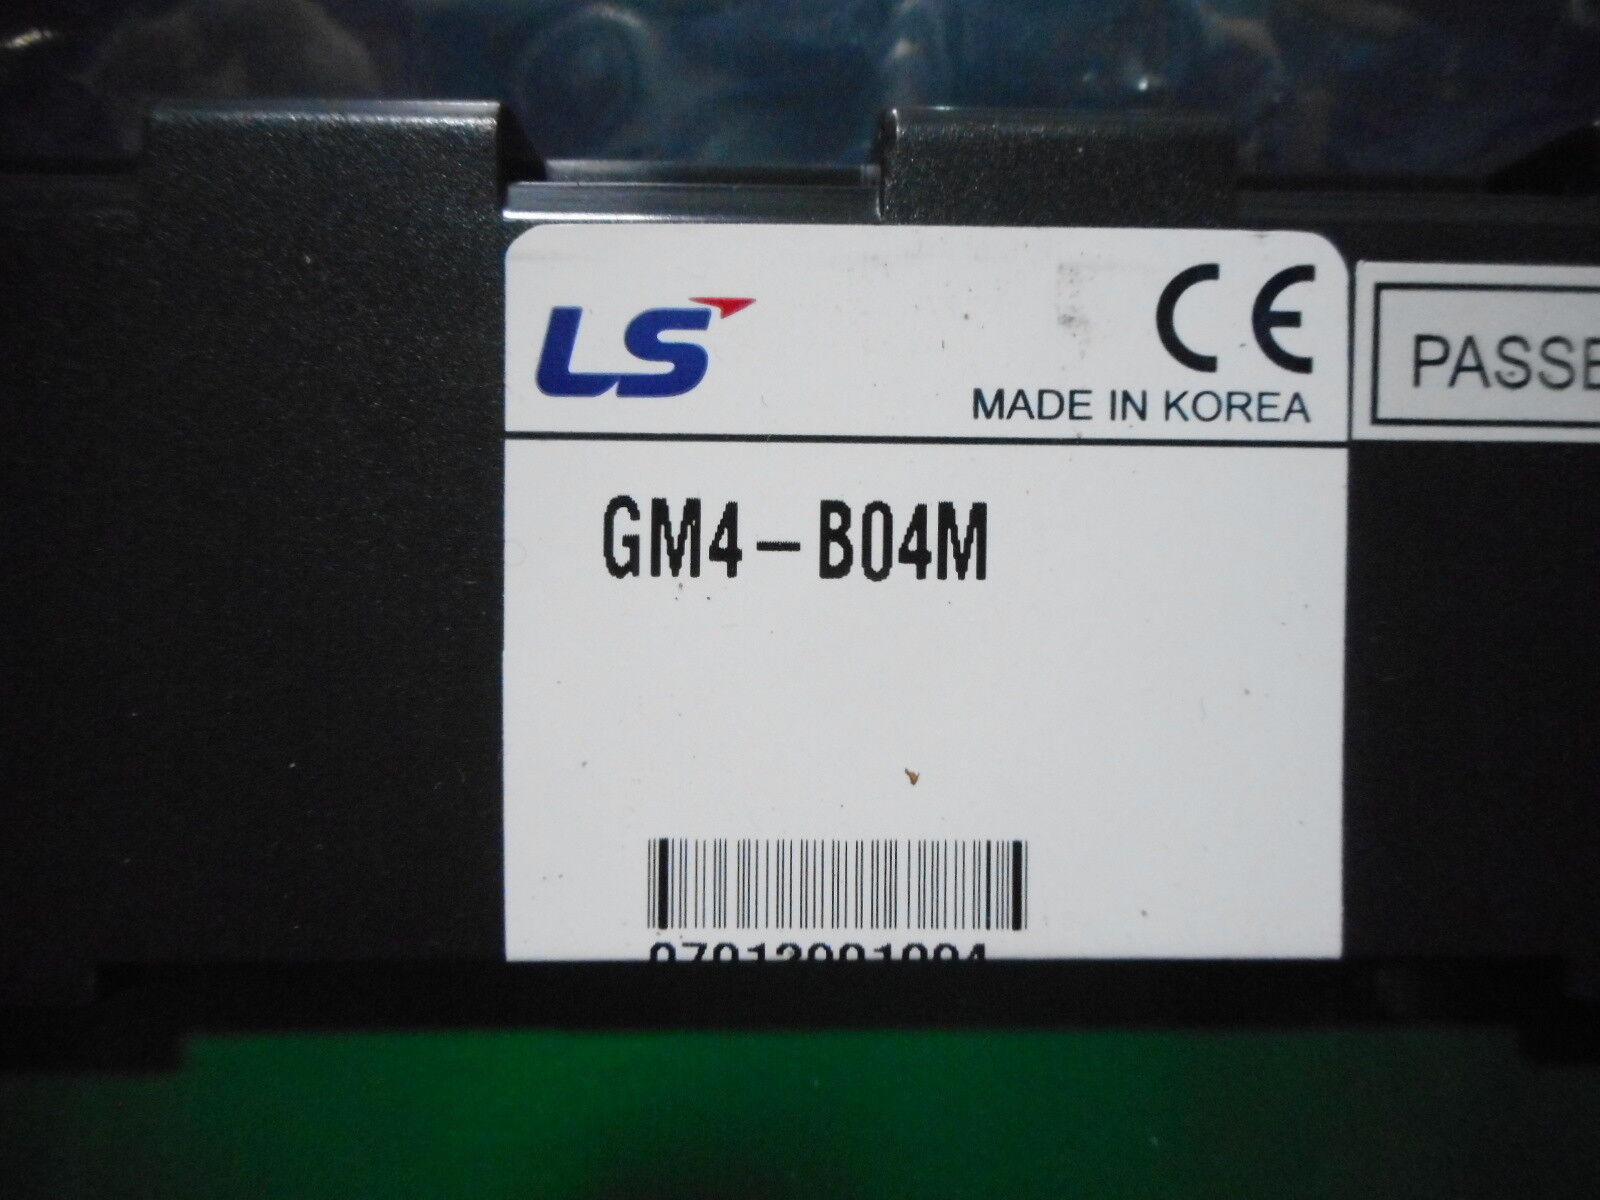 LS
CE
MADE IN KOREA
PASSE
GM4-B04M